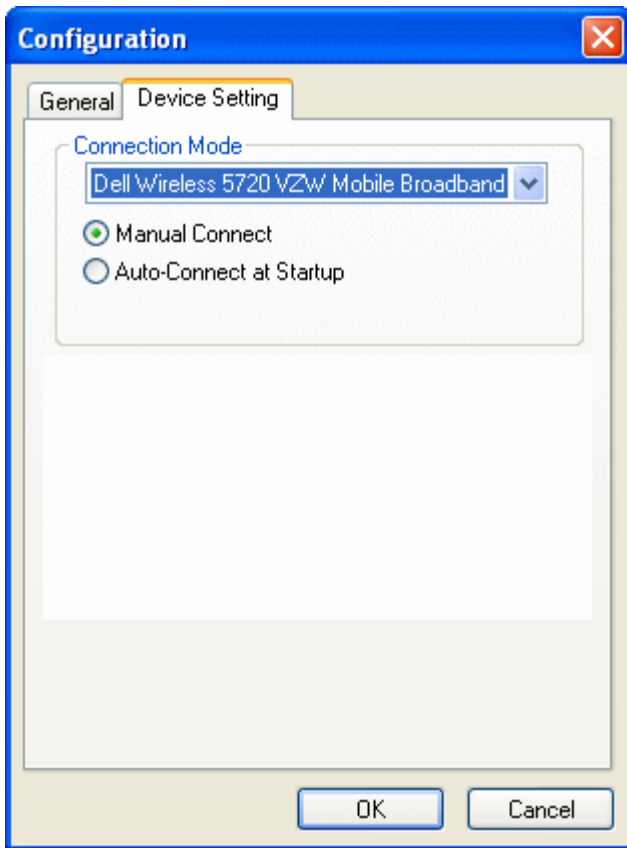 Configuration
General Device Setting
Connection Mode
Dell Wireless 5720 VZW Mobile Broadband
Manual Connect
Auto-Connect at Startup
OK Cancel